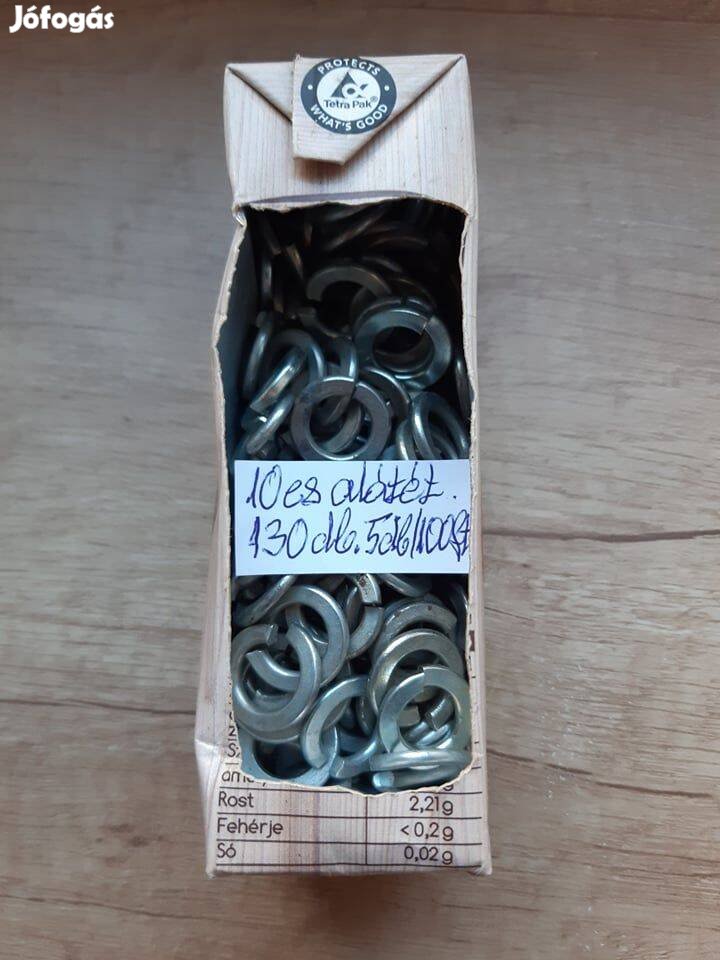 Jófogás
PROTECTS
Tetra Pak®
WHAT'S GOOD
10es alátét.
130 db. 5db/100Ft
Rost 2,21g
Fehérje <0,2g
Só 0,02g